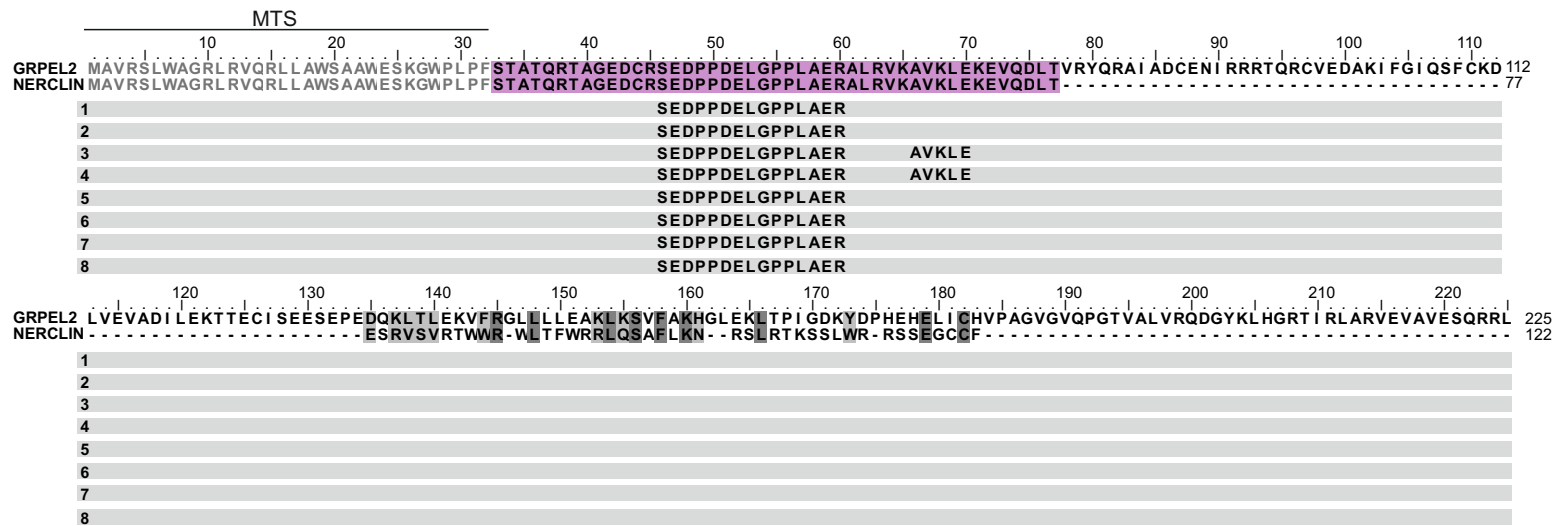 MTS
10 20 30 40 50 60 70 80 90 100 110
GRPEL2 MAVRSLWAGRLRVQRLLAWSAAWESKGWPLPFSTATQRTAGEDCRSEDPPDELGPPLAERALRVKAVKLEKEVQDLTVRYQRAIADCENIRRRTQRCVEDAKIFGIQSFCKD 112
NERCLIN MAVRSLWAGRLRVQRLLAWSAAWESKGWPLPFSTATQRTAGEDCRSEDPPDELGPPLAERALRVKAVKLEKEVQDLT----------------------------------- 77
1 SEDPPDELGPPLAER
2 SEDPPDELGPPLAER
3 SEDPPDELGPPLAER AVKLE
4 SEDPPDELGPPLAER AVKLE
5 SEDPPDELGPPLAER
6 SEDPPDELGPPLAER
7 SEDPPDELGPPLAER
8 SEDPPDELGPPLAER
120 130 140 150 160 170 180 190 200 210 220
GRPEL2 LVEVADILEKTTECISEESEPEDQKLTLEKVFRGLLLLEAKLKSVFAKHGLEKLTPIGDKYDPHEHELICHVPAGVGVQPGTVALVRQDGYKLHGRTIRLARVEVAVESQRRL 225
NERCLIN ----------------------ESRVSVRTWWR-WLTFWRRLQSAFLKN--RSLRTKSSLWR-RSSEGCCF------------------------------------------ 122
1
2
3
4
5
6
7
8